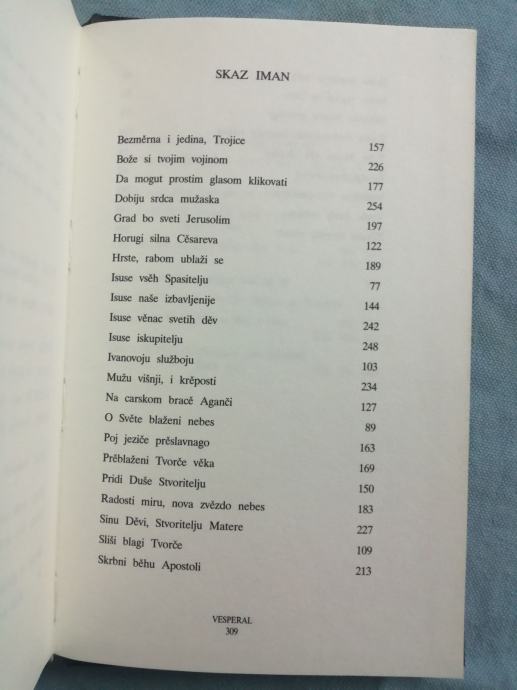 SKAZ IMAN
Bezměrna i jedina, Trojice 157
Bože si tvojim vojinom 226
Da mogut prostim glasom klikovati 177
Dobiju srdca mužaska 254
Grad bo sveti Jerusolim 197
Horugi silna Cěsareva 122
Hrste, rabom ublaži se 189
Isuse vsěh Spasitelju 77
Isuse naše izbavljenije 144
Isuse věnac svetih děv 242
Isuse iskupitelju 248
Ivanovoju služboju 103
Mužu višnji, i krěposti 234
Na carskom bracě Aganči 127
O Světe blaženi nebes 89
Poj jeziče prěslavnago 163
Prěblaženi Tvorče věka 169
Pridi Duše Stvoritelju 150
Radosti miru, nova zvězdo nebes 183
Sinu Děvi, Stvoritelju Matere 227
Sliši blagi Tvorče 109
Skrbni běhu Apostoli 213
VESPERAL
309